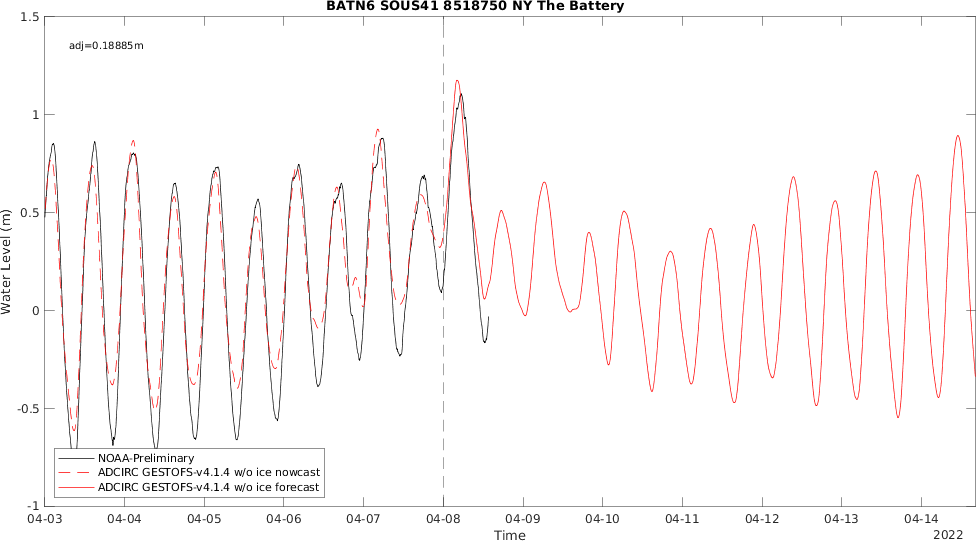 BATN6 SOUS41 8518750 NY The Battery
adj=0.18885m
Water Level (m)
1.5
1
0.5
0
-0.5
-1
NOAA-Preliminary
ADCIRC GESTOFS-v4.1.4 w/o ice nowcast
ADCIRC GESTOFS-v4.1.4 w/o ice forecast
04-03 04-04 04-05 04-06 04-07 04-08 04-09 04-10 04-11 04-12 04-13 04-14
Time
2022